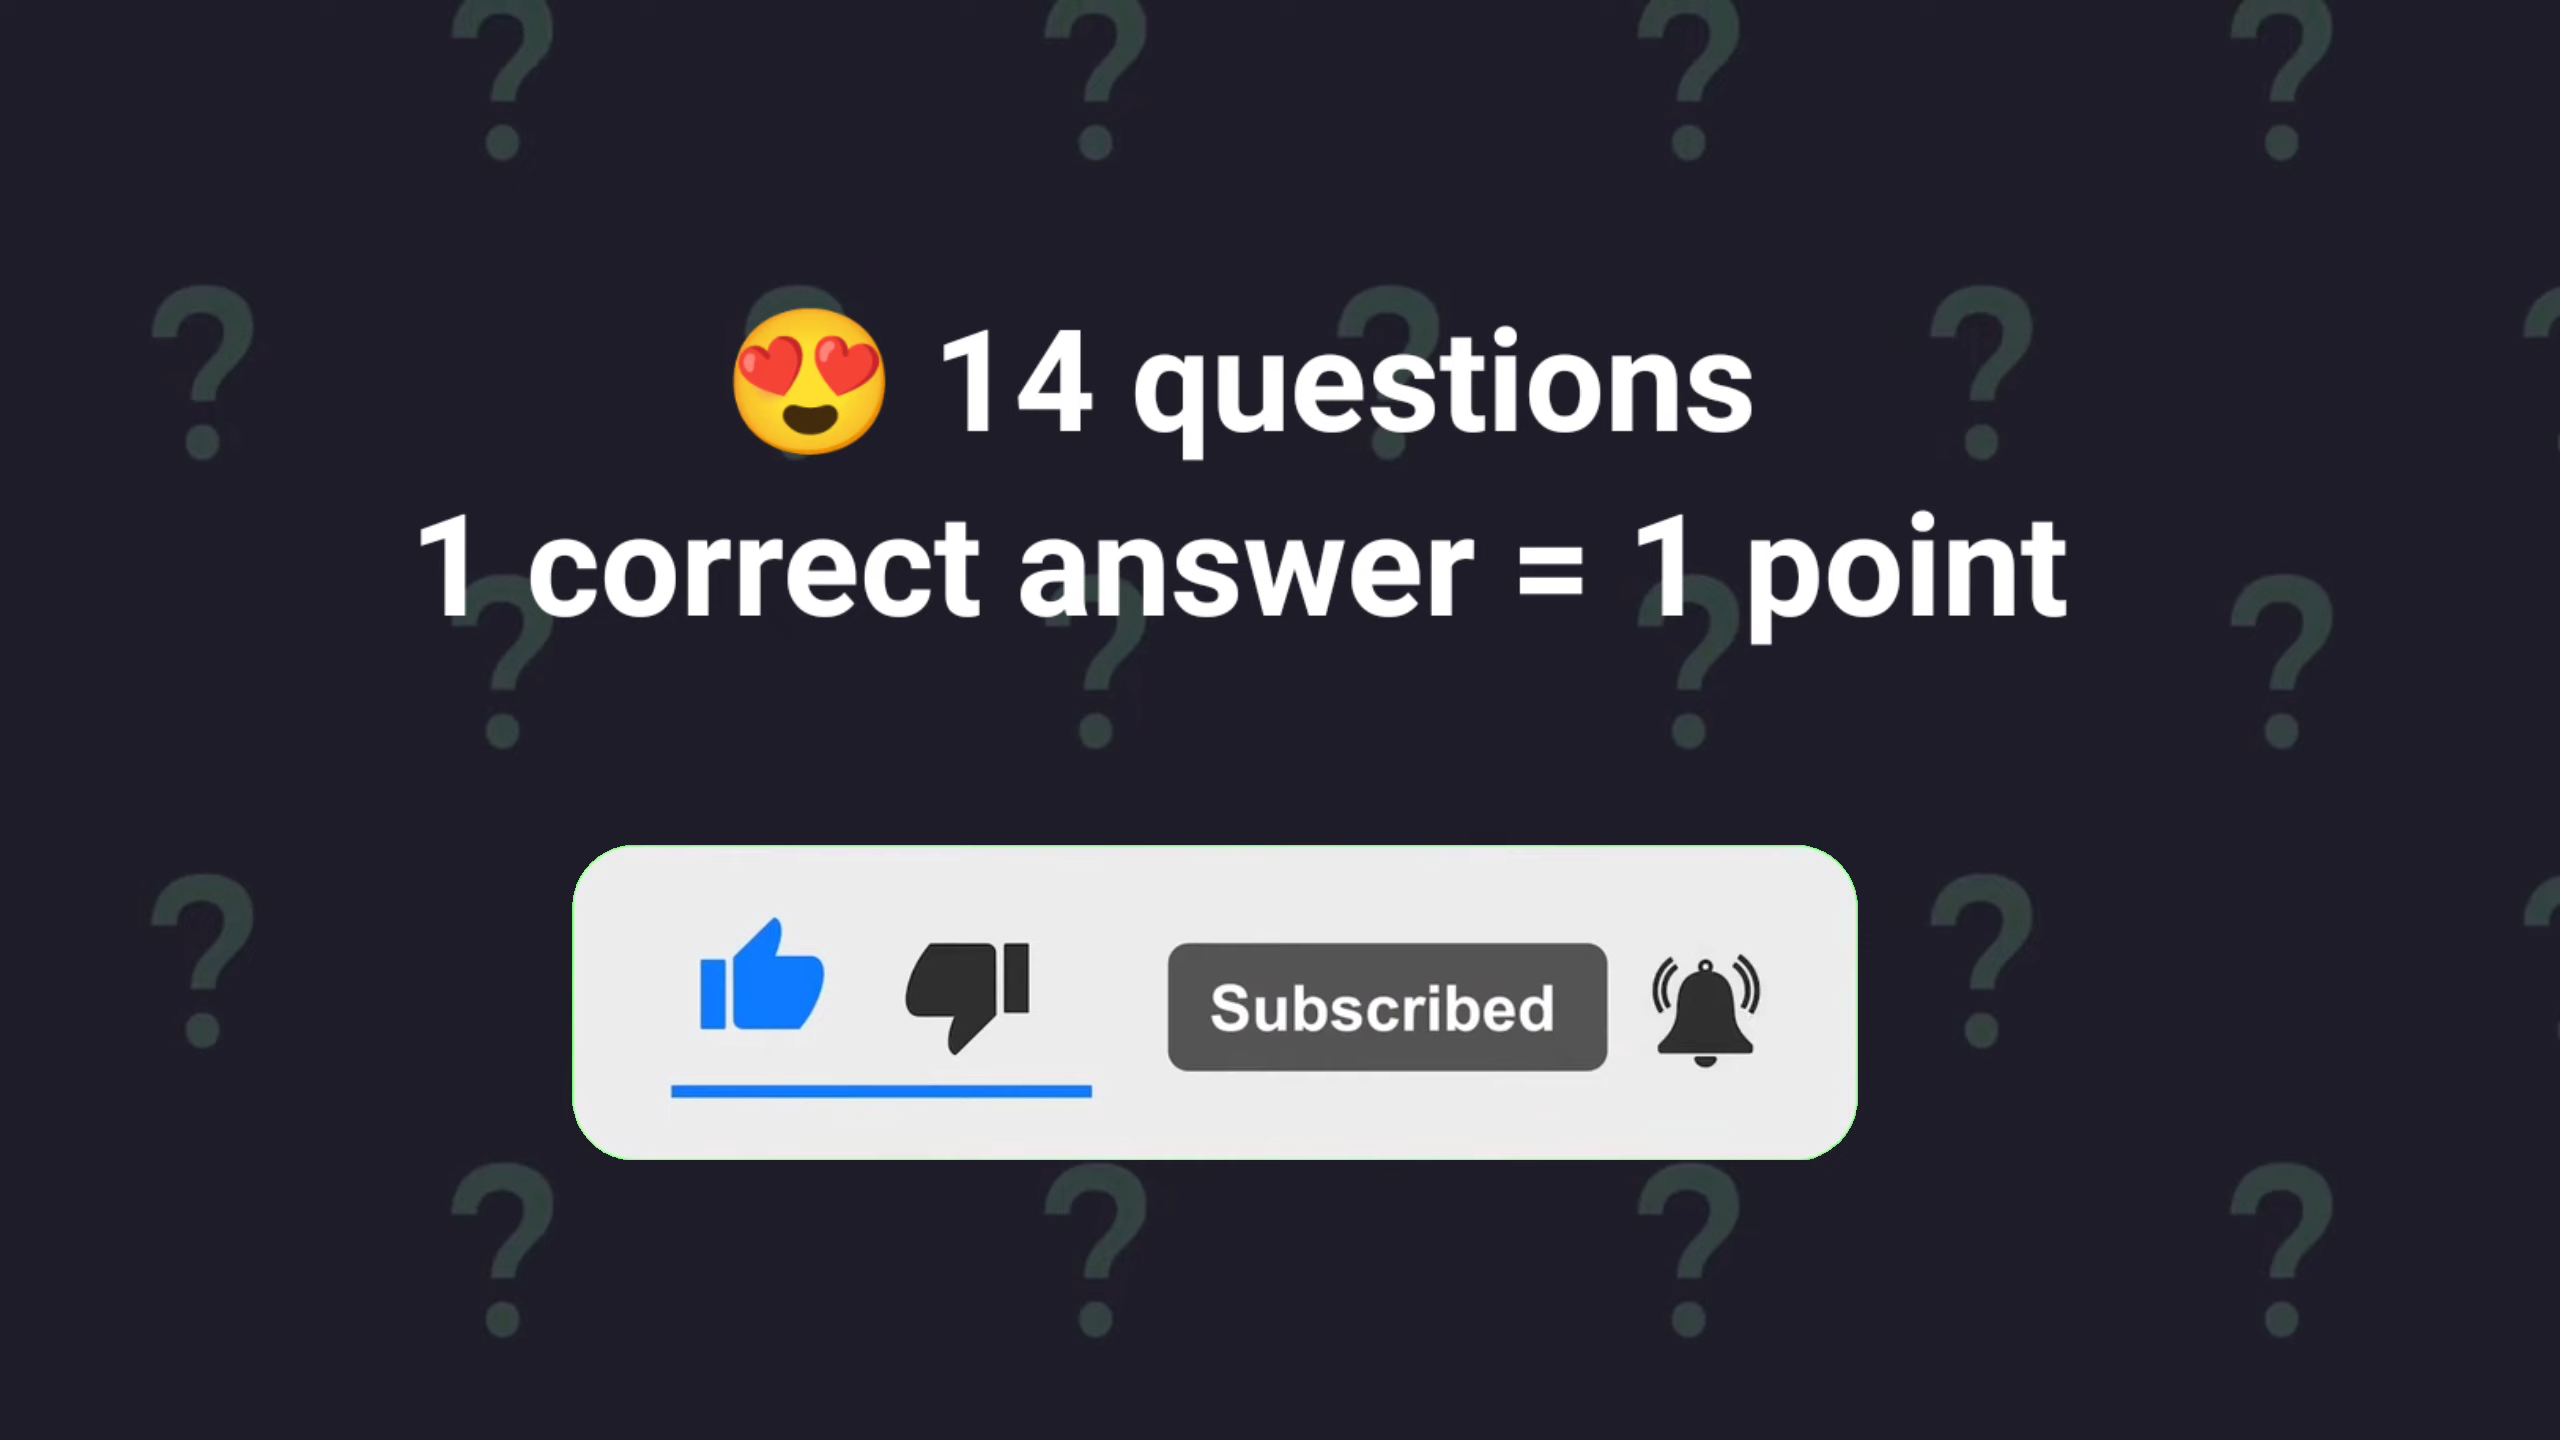 😍 14 questions
1 correct answer = 1 point
Subscribed